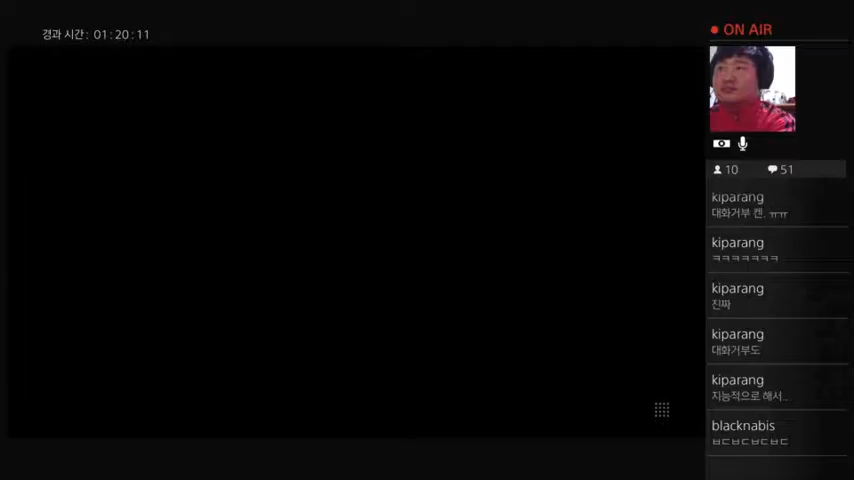 경과 시간: 01:20:11
ON AIR
10 51
kiparang
대화거부 켄. ㅠㅠ
kiparang
ㅋㅋㅋㅋㅋㅋㅋ
kiparang
진짜
kiparang
대화거부도
kiparang
지능적으로 해서..
blacknabis
ㅂㄷㅂㄷㅂㄷㅂㄷ